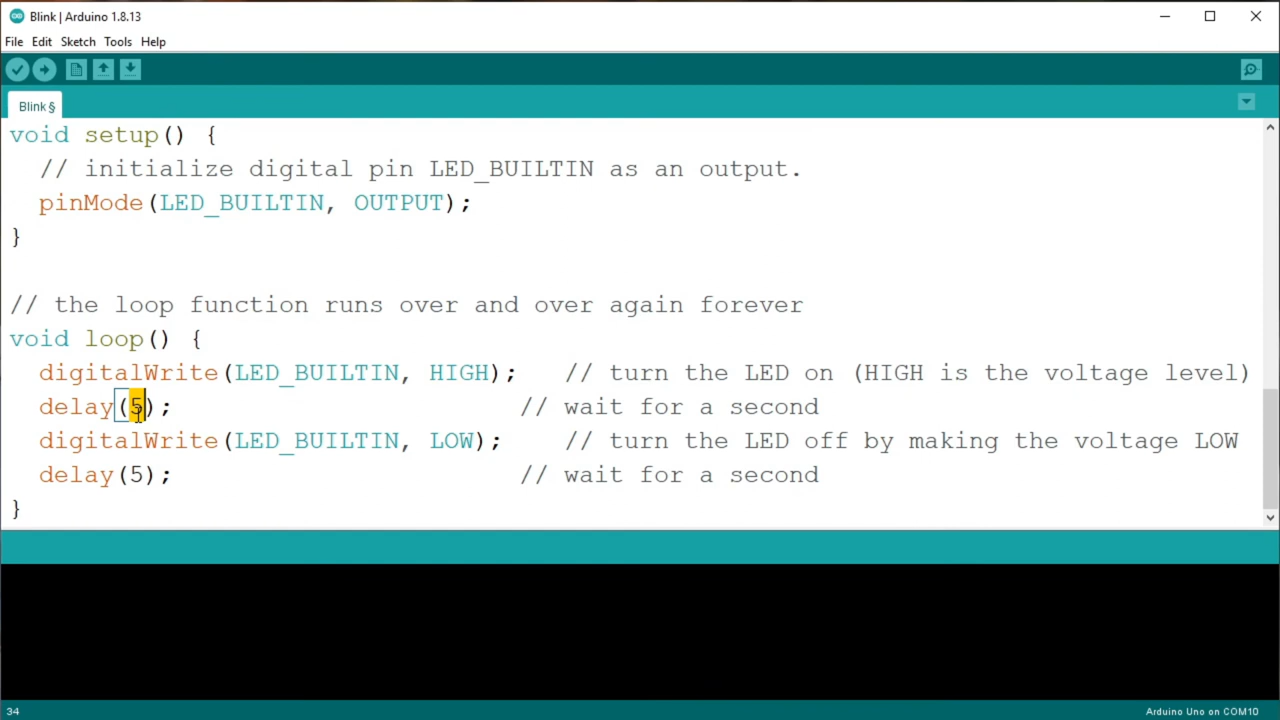 Blink | Arduino 1.8.13
File Edit Sketch Tools Help
Blink §
void setup() {
  // initialize digital pin LED_BUILTIN as an output.
  pinMode(LED_BUILTIN, OUTPUT);
}
// the loop function runs over and over again forever
void loop() {
  digitalWrite(LED_BUILTIN, HIGH);   // turn the LED on (HIGH is the voltage level)
  delay(5);                       // wait for a second
  digitalWrite(LED_BUILTIN, LOW);    // turn the LED off by making the voltage LOW
  delay(5);                       // wait for a second
}
34 Arduino Uno on COM10